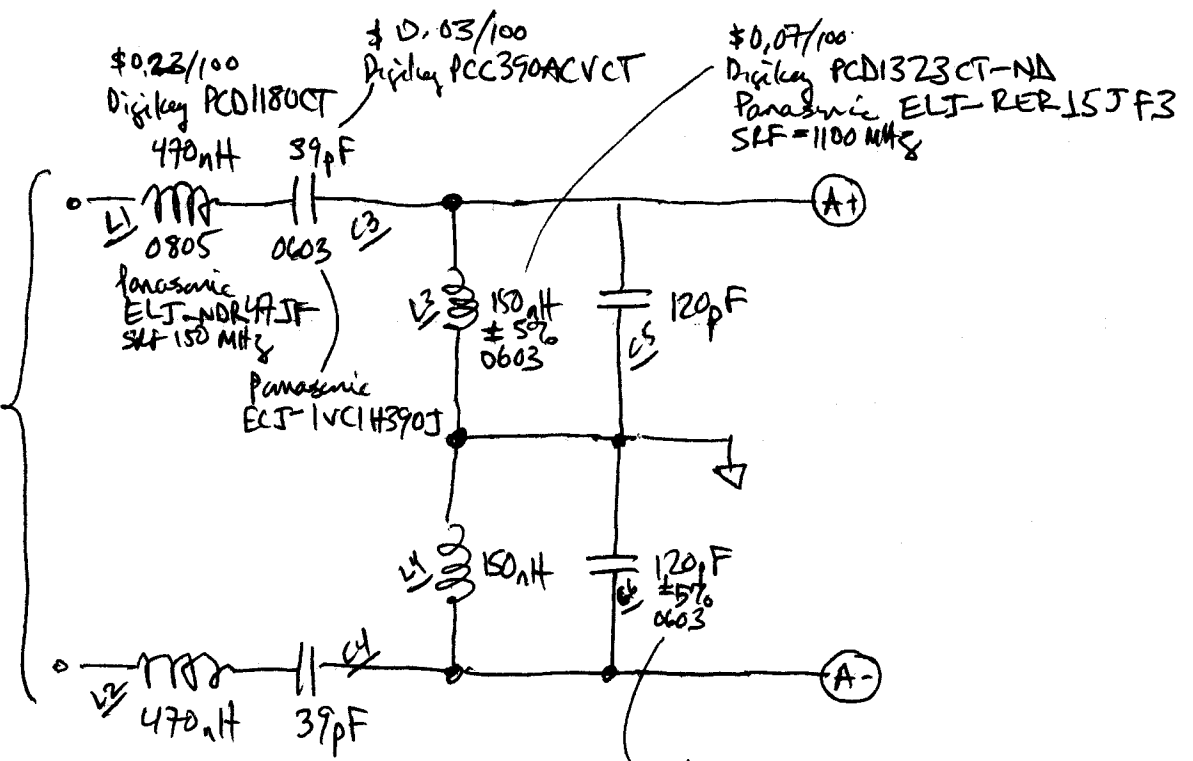 $0.23/100
Digikey PCD1180CT
470nH
$0.03/100
Digikey PCC390ACVCT
39pF
$0.07/100
Digikey PCD1323CT-ND
Panasonic ELJ-RER15JF3
SRF = 1100 MHz
A+
L1
0805
0603
C3
Panasonic
ELJ-NDR47JF
SRF 150 MHz
L3
150nH
± 5%
0603
120pF
C5
Panasonic
ECJ-1VC1H390J
L4
150nH
120pF
±5%
0603
C6
C4
L2
470nH
39pF
A-